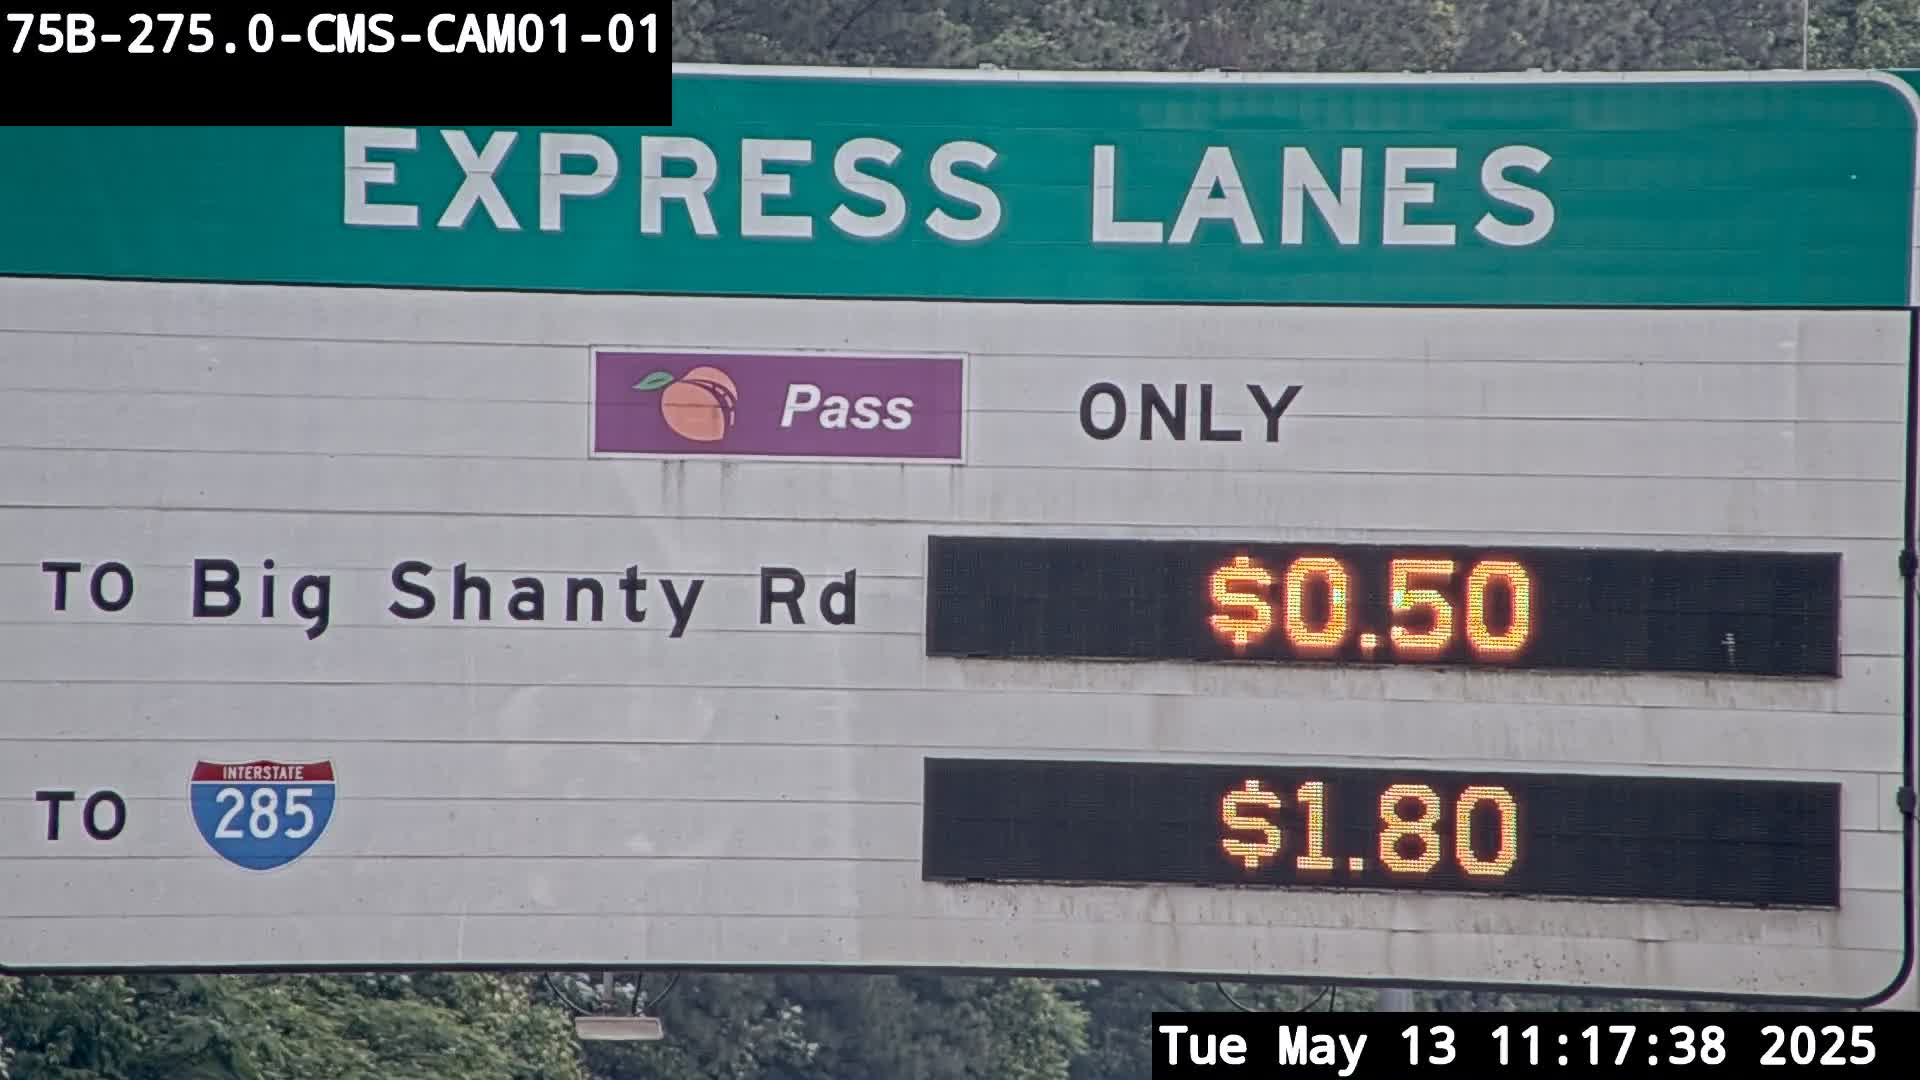 75B-275.0-CMS-CAM01-01
EXPRESS LANES
Pass ONLY
TO Big Shanty Rd $0.50
TO INTERSTATE 285 $1.80
Tue May 13 11:17:38 2025